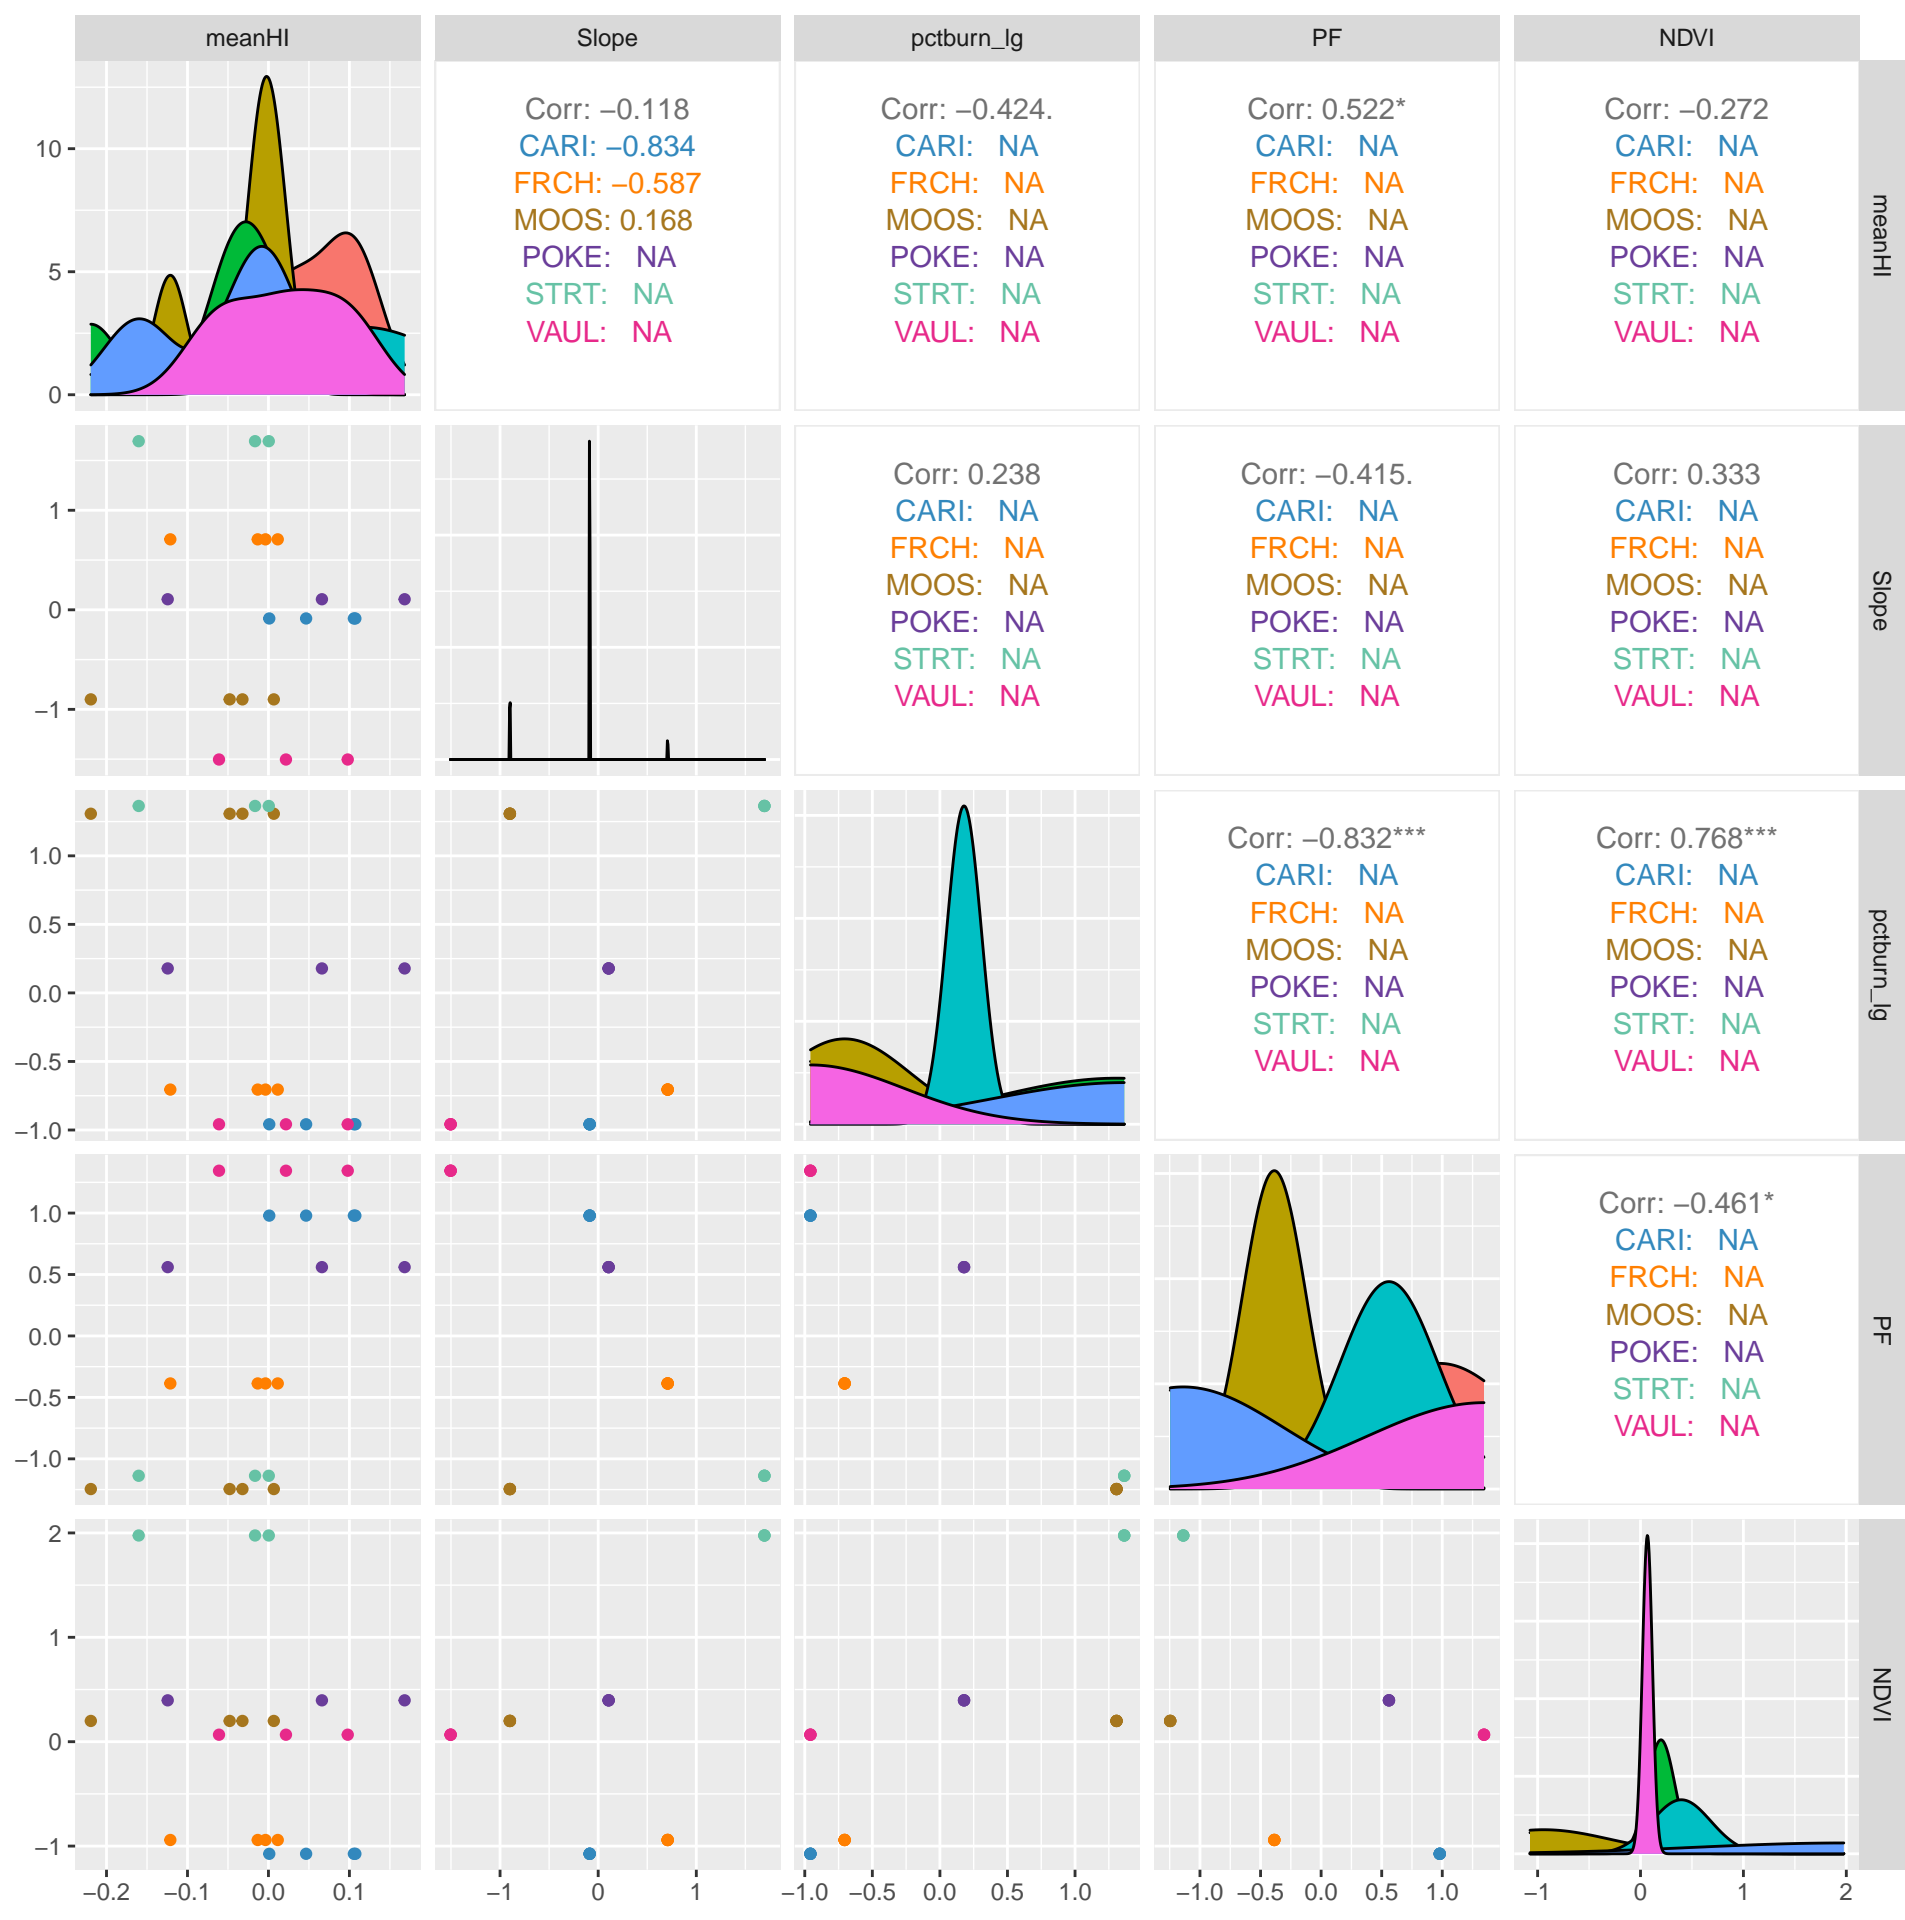 meanHI Slope pctburn_lg PF NDVI
10
5
0
Corr: −0.118
CARI: −0.834
FRCH: −0.587
MOOS: 0.168
POKE: NA
STRT: NA
VAUL: NA
Corr: −0.424.
CARI: NA
FRCH: NA
MOOS: NA
POKE: NA
STRT: NA
VAUL: NA
Corr: 0.522*
CARI: NA
FRCH: NA
MOOS: NA
POKE: NA
STRT: NA
VAUL: NA
Corr: −0.272
CARI: NA
FRCH: NA
MOOS: NA
POKE: NA
STRT: NA
VAUL: NA
meanHI
1
0
−1
Corr: 0.238
CARI: NA
FRCH: NA
MOOS: NA
POKE: NA
STRT: NA
VAUL: NA
Corr: −0.415.
CARI: NA
FRCH: NA
MOOS: NA
POKE: NA
STRT: NA
VAUL: NA
Corr: 0.333
CARI: NA
FRCH: NA
MOOS: NA
POKE: NA
STRT: NA
VAUL: NA
Slope
1.0
0.5
0.0
−0.5
−1.0
Corr: −0.832***
CARI: NA
FRCH: NA
MOOS: NA
POKE: NA
STRT: NA
VAUL: NA
Corr: 0.768***
CARI: NA
FRCH: NA
MOOS: NA
POKE: NA
STRT: NA
VAUL: NA
pctburn_lg
1.0
0.5
0.0
−0.5
−1.0
Corr: −0.461*
CARI: NA
FRCH: NA
MOOS: NA
POKE: NA
STRT: NA
VAUL: NA
PF
2
1
0
−1
NDVI
−0.2 −0.1 0.0 0.1
−1 0 1
−1.0 −0.5 0.0 0.5 1.0
−1.0 −0.5 0.0 0.5 1.0
−1 0 1 2